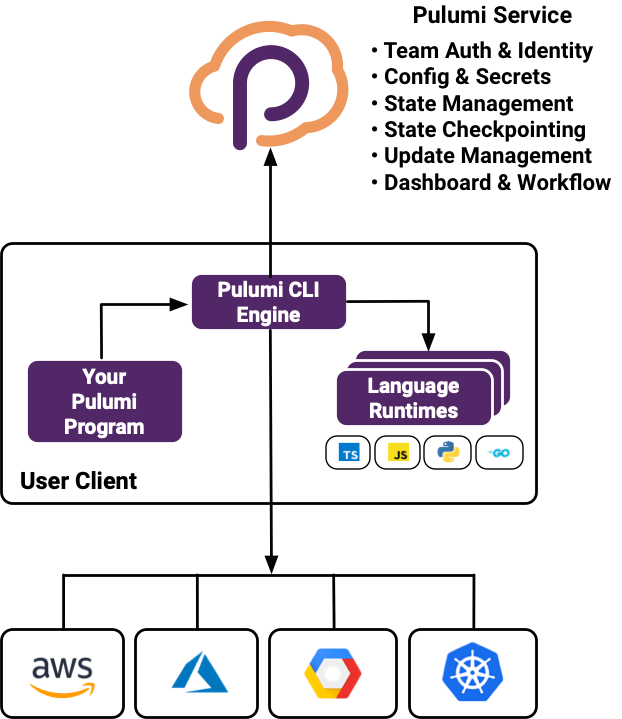 Pulumi Service
• Team Auth & Identity
• Config & Secrets
• State Management
• State Checkpointing
• Update Management
• Dashboard & Workflow
Pulumi CLI
Engine
Your
Pulumi
Program
Language
Runtimes
TS
JS
GO
User Client
aws